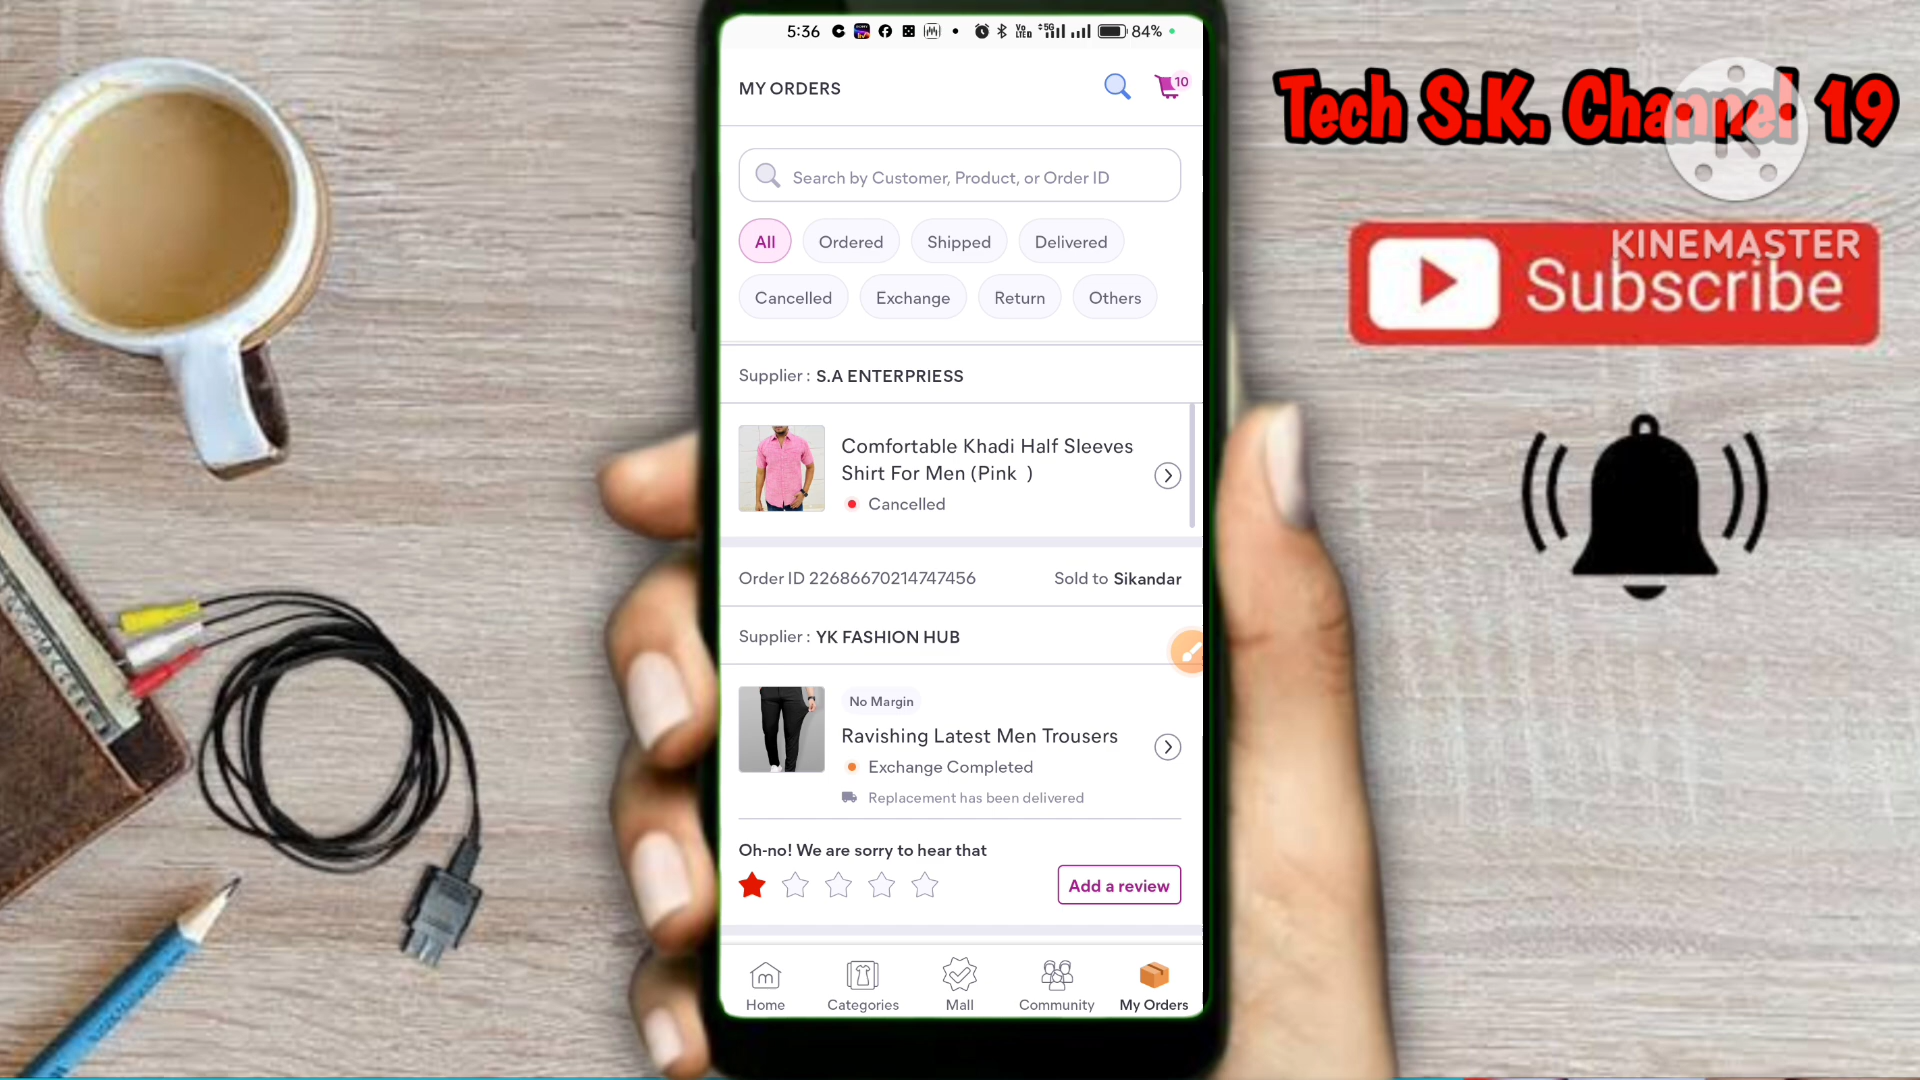 5:36 84%
MY ORDERS
10
Search by Customer, Product, or Order ID
All Ordered Shipped Delivered
Cancelled Exchange Return Others
Supplier : S.A ENTERPRIESS
Comfortable Khadi Half Sleeves
Shirt For Men (Pink )
Cancelled
Order ID 22686670214747456 Sold to Sikandar
Supplier : YK FASHION HUB
No Margin
Ravishing Latest Men Trousers
Exchange Completed
Replacement has been delivered
Oh-no! We are sorry to hear that
Add a review
Home Categories Mall Community My Orders
Tech S.K. Channel 19
KINEMASTER
Subscribe